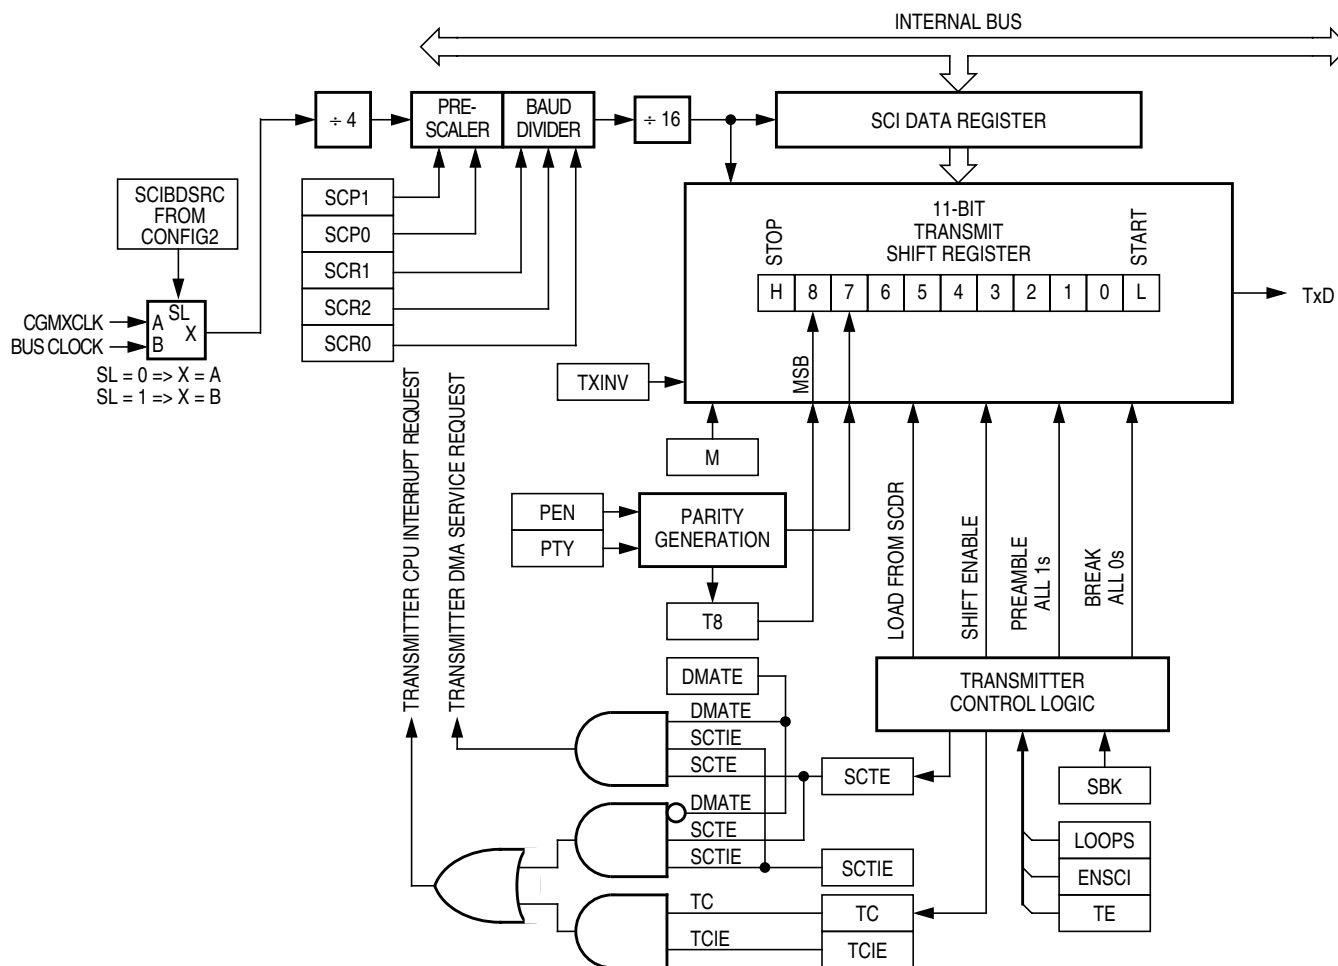 INTERNAL BUS
÷ 4
PRE-
SCALER
BAUD
DIVIDER
÷ 16
SCI DATA REGISTER
SCIBDSRC
FROM
CONFIG2
SCP1
SCP0
SCR1
SCR2
SCR0
11-BIT
TRANSMIT
SHIFT REGISTER
STOP
START
H 8 7 6 5 4 3 2 1 0 L
TxD
SL
A
X
B
CGMXCLK
BUS CLOCK
SL = 0 => X = A
SL = 1 => X = B
TXINV
MSB
M
TRANSMITTER CPU INTERRUPT REQUEST
TRANSMITTER DMA SERVICE REQUEST
PEN
PTY
PARITY
GENERATION
T8
LOAD FROM SCDR
SHIFT ENABLE
PREAMBLE
ALL 1s
BREAK
ALL 0s
TRANSMITTER
CONTROL LOGIC
DMATE
DMATE
SCTIE
SCTE
SCTE
SBK
DMATE
SCTE
SCTIE
SCTIE
LOOPS
ENSCI
TE
TC
TC
TCIE
TCIE